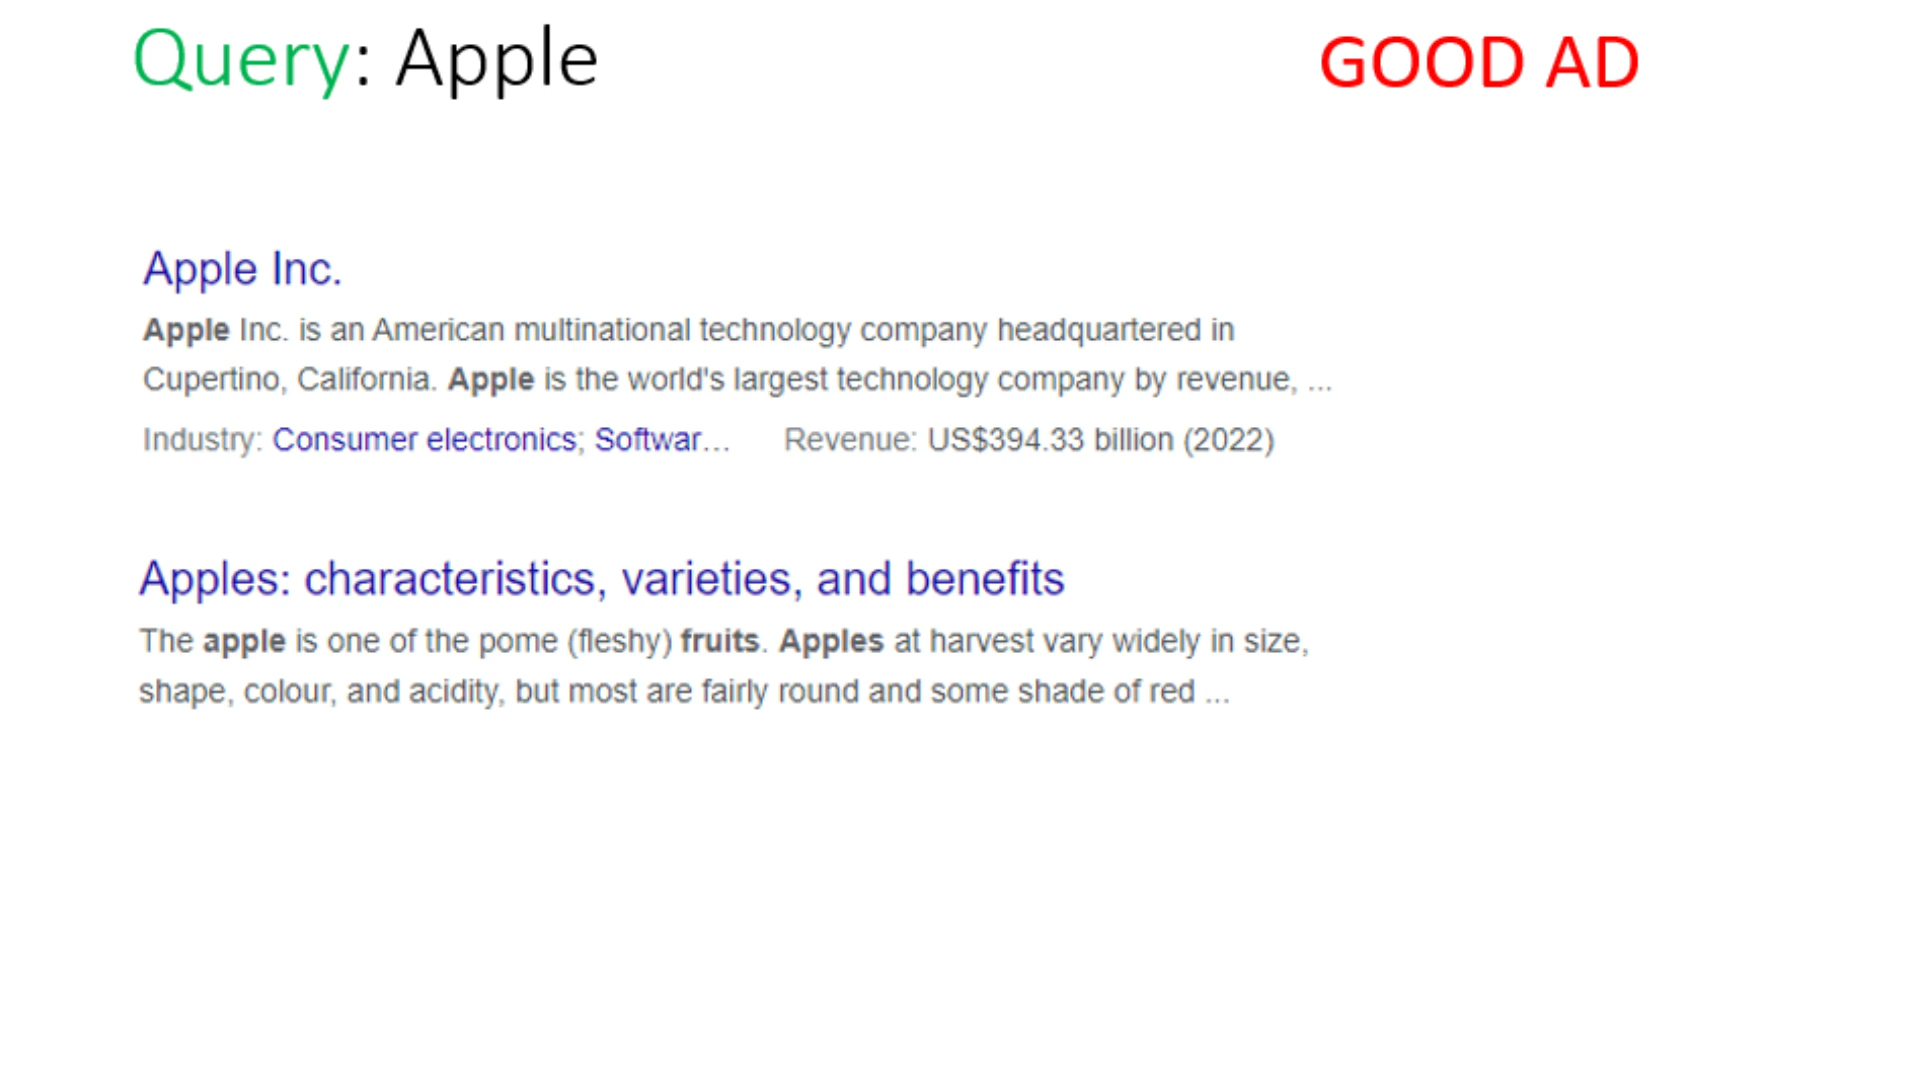 Query: Apple
GOOD AD
Apple Inc.
Apple Inc. is an American multinational technology company headquartered in
Cupertino, California. Apple is the world's largest technology company by revenue, ...
Industry: Consumer electronics; Softwar... Revenue: US$394.33 billion (2022)
Apples: characteristics, varieties, and benefits
The apple is one of the pome (fleshy) fruits. Apples at harvest vary widely in size,
shape, colour, and acidity, but most are fairly round and some shade of red ...